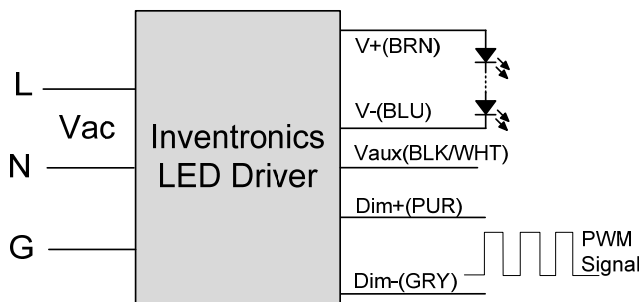 L
Vac
N
G
Inventronics
LED Driver
V+(BRN)
V-(BLU)
Vaux(BLK/WHT)
Dim+(PUR)
Dim-(GRY)
PWM
Signal